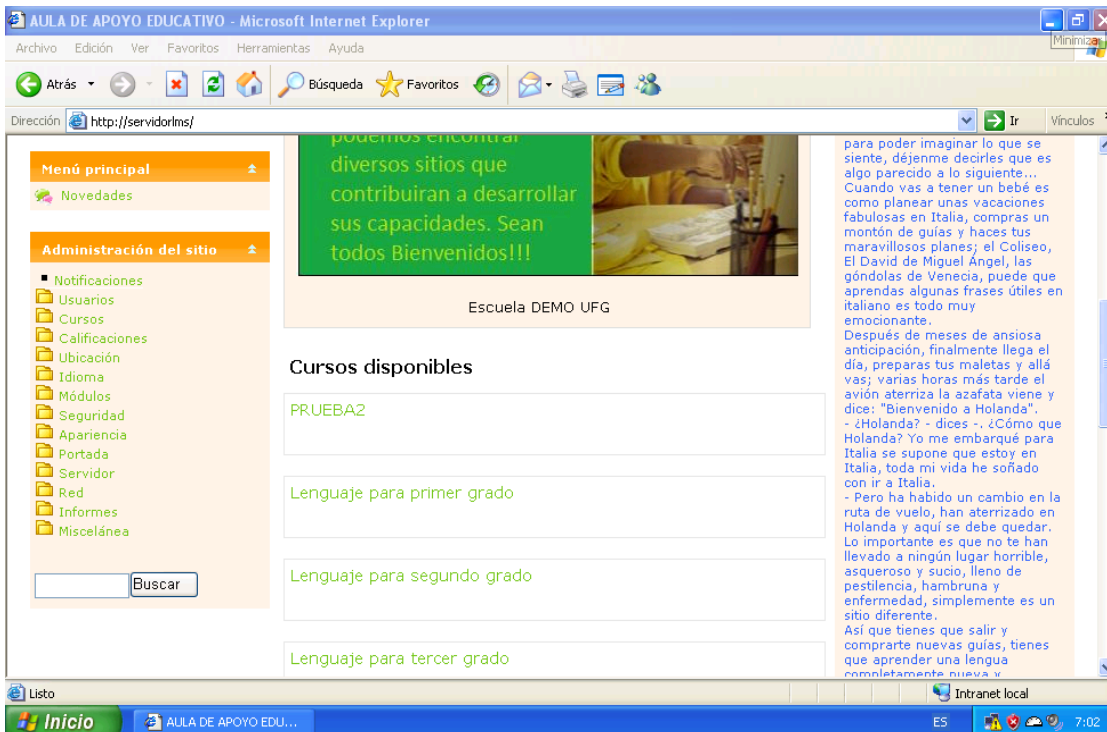 AULA DE APOYO EDUCATIVO - Microsoft Internet Explorer
Minimizar
Archivo Edición Ver Favoritos Herramientas Ayuda
Atrás Búsqueda Favoritos
Dirección http://servidorlms/ Ir Vínculos
Menú principal
Novedades
Administración del sitio
Notificaciones
Usuarios
Cursos
Calificaciones
Ubicación
Idioma
Módulos
Seguridad
Apariencia
Portada
Servidor
Red
Informes
Miscelánea
Buscar
podemos encontrar
diversos sitios que
contribuiran a desarrollar
sus capacidades. Sean
todos Bienvenidos!!!
Escuela DEMO UFG
Cursos disponibles
PRUEBA2
Lenguaje para primer grado
Lenguaje para segundo grado
Lenguaje para tercer grado
para poder imaginar lo que se
siente, déjenme decirles que es
algo parecido a lo siguiente...
Cuando vas a tener un bebé es
como planear unas vacaciones
fabulosas en Italia, compras un
montón de guías y haces tus
maravillosos planes; el Coliseo,
El David de Miguel Ángel, las
góndolas de Venecia, puede que
aprendas algunas frases útiles en
italiano es todo muy
emocionante.
Después de meses de ansiosa
anticipación, finalmente llega el
día, preparas tus maletas y allá
vas; varias horas más tarde el
avión aterriza la azafata viene y
dice: "Bienvenido a Holanda".
- ¿Holanda? - dices -. ¿Cómo que
Holanda? Yo me embarqué para
Italia se supone que estoy en
Italia, toda mi vida he soñado
con ir a Italia.
- Pero ha habido un cambio en la
ruta de vuelo, han aterrizado en
Holanda y aquí se debe quedar.
Lo importante es que no te han
llevado a ningún lugar horrible,
asqueroso y sucio, lleno de
pestilencia, hambruna y
enfermedad, simplemente es un
sitio diferente.
Así que tienes que salir y
comprarte nuevas guías, tienes
que aprender una lengua
completamente nueva y
Listo Intranet local
Inicio AULA DE APOYO EDU... ES 7:02